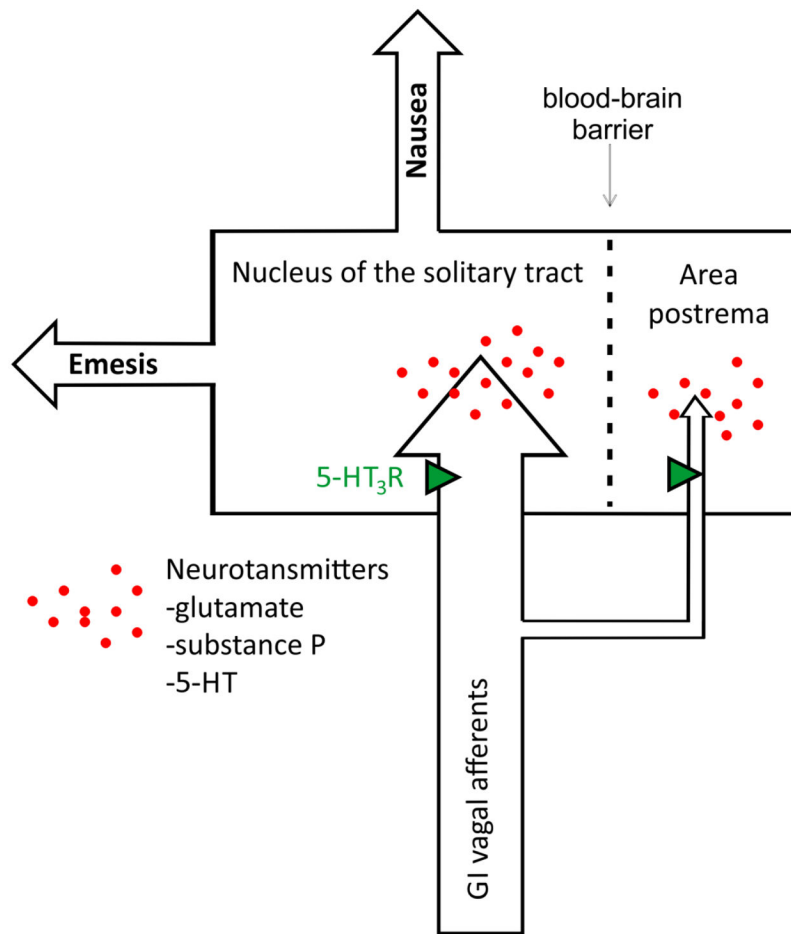 Nausea
blood-brain
barrier
Nucleus of the solitary tract
Area
postrema
Emesis
5-HT₃R
Neurotansmitters
-glutamate
-substance P
-5-HT
GI vagal afferents